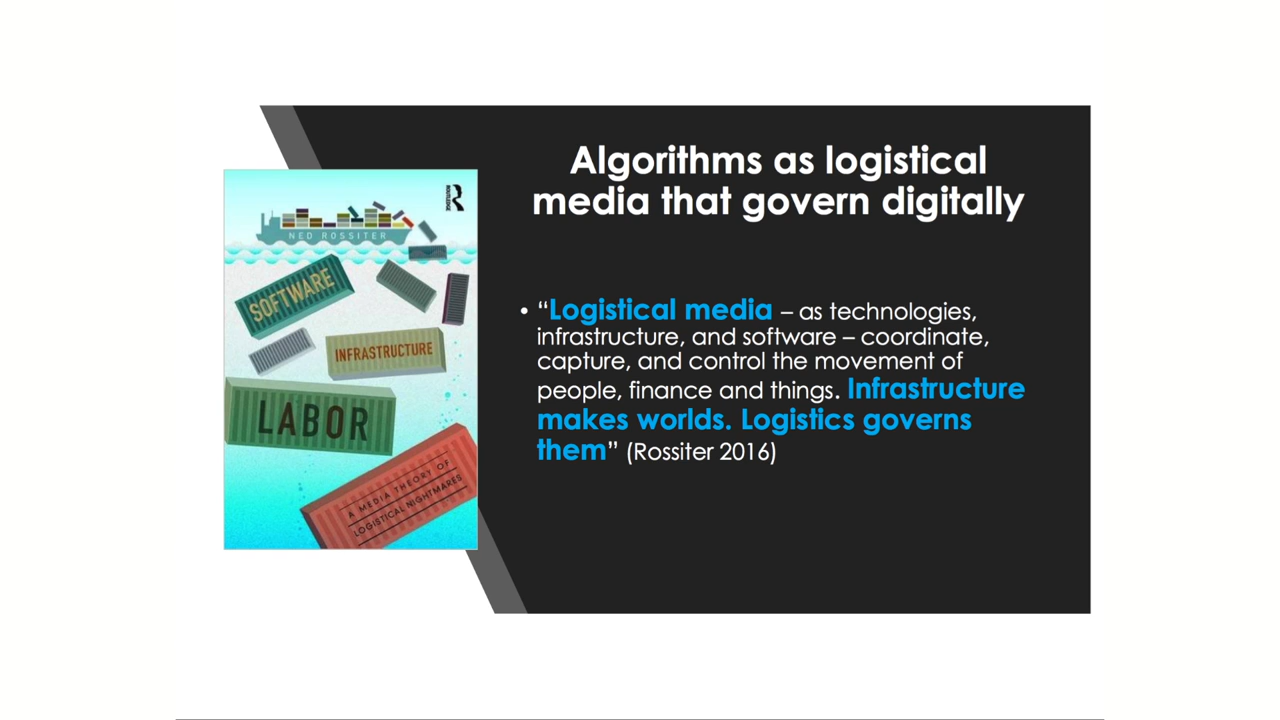 Algorithms as logistical
media that govern digitally
ROUTLEDGE
NED ROSSITER
SOFTWARE
INFRASTRUCTURE
LABOR
A MEDIA THEORY OF
LOGISTICAL NIGHTMARES
• “Logistical media – as technologies,
infrastructure, and software – coordinate,
capture, and control the movement of
people, finance and things. Infrastructure
makes worlds. Logistics governs
them” (Rossiter 2016)